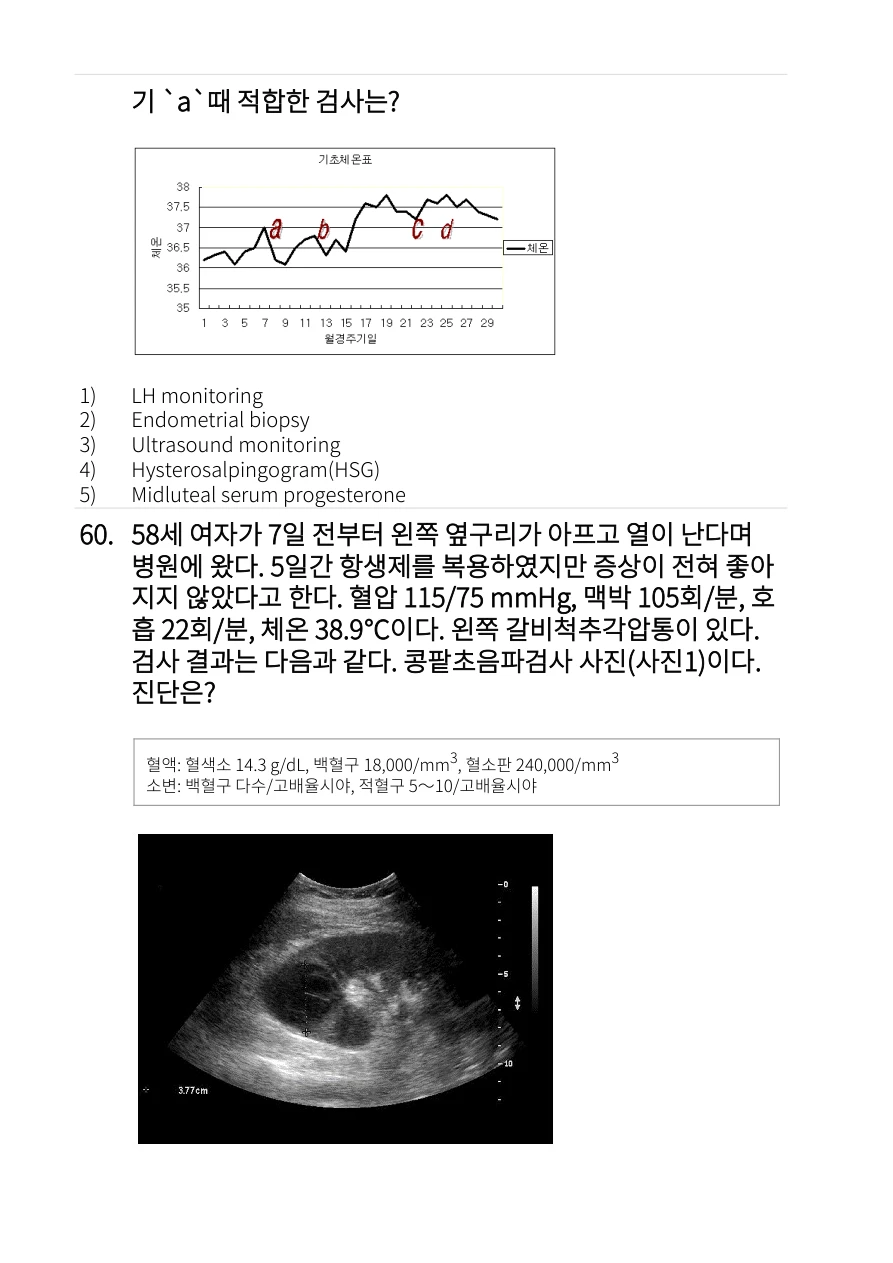 기 `a`때 적합한 검사는?
기초체온표
38
37.5
37
36.5
36
35.5
35
체온
a
b
c
d
체온
1 3 5 7 9 11 13 15 17 19 21 23 25 27 29
월경주기일
1) LH monitoring
2) Endometrial biopsy
3) Ultrasound monitoring
4) Hysterosalpingogram(HSG)
5) Midluteal serum progesterone
60. 58세 여자가 7일 전부터 왼쪽 옆구리가 아프고 열이 난다며
병원에 왔다. 5일간 항생제를 복용하였지만 증상이 전혀 좋아
지지 않았다고 한다. 혈압 115/75 mmHg, 맥박 105회/분, 호
흡 22회/분, 체온 38.9℃이다. 왼쪽 갈비척추각압통이 있다.
검사 결과는 다음과 같다. 콩팥초음파검사 사진(사진1)이다.
진단은?
혈액: 혈색소 14.3 g/dL, 백혈구 18,000/mm³, 혈소판 240,000/mm³
소변: 백혈구 다수/고배율시야, 적혈구 5～10/고배율시야
0
5
10
3.77cm